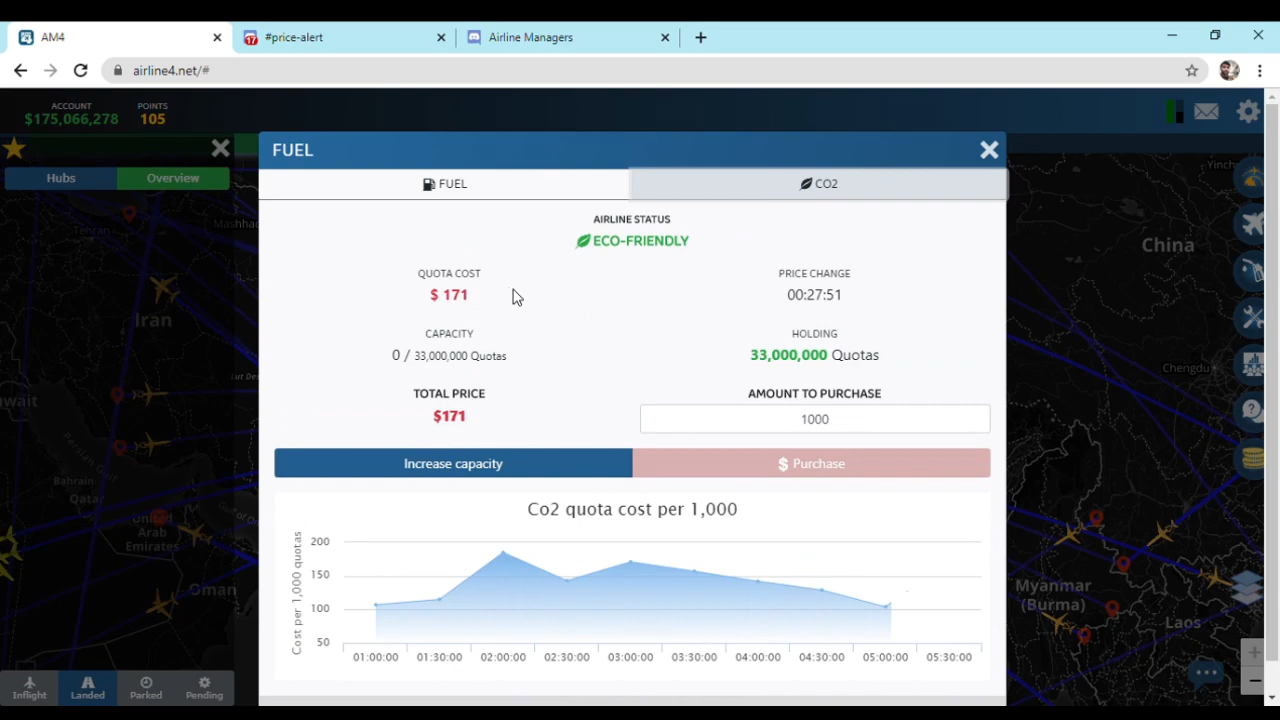 AM4
17
#price-alert
Airline Managers
airline4.net/#
ACCOUNT
$175,066,278
POINTS
105
Hubs
Overview
FUEL
FUEL
CO2
AIRLINE STATUS
ECO-FRIENDLY
QUOTA COST
$ 171
PRICE CHANGE
00:27:51
CAPACITY
0 / 33,000,000 Quotas
HOLDING
33,000,000 Quotas
TOTAL PRICE
$171
AMOUNT TO PURCHASE
1000
Increase capacity
$ Purchase
Co2 quota cost per 1,000
Cost per 1,000 quotas
200
150
100
50
01:00:00 01:30:00 02:00:00 02:30:00 03:00:00 03:30:00 04:00:00 04:30:00 05:00:00 05:30:00
Tehran
Mashhad
Iran
Bahrain
Qatar
United
Arab
Emirates
Oman
China
Chengdu
Myanmar
(Burma)
Laos
Inflight
Landed
Parked
Pending